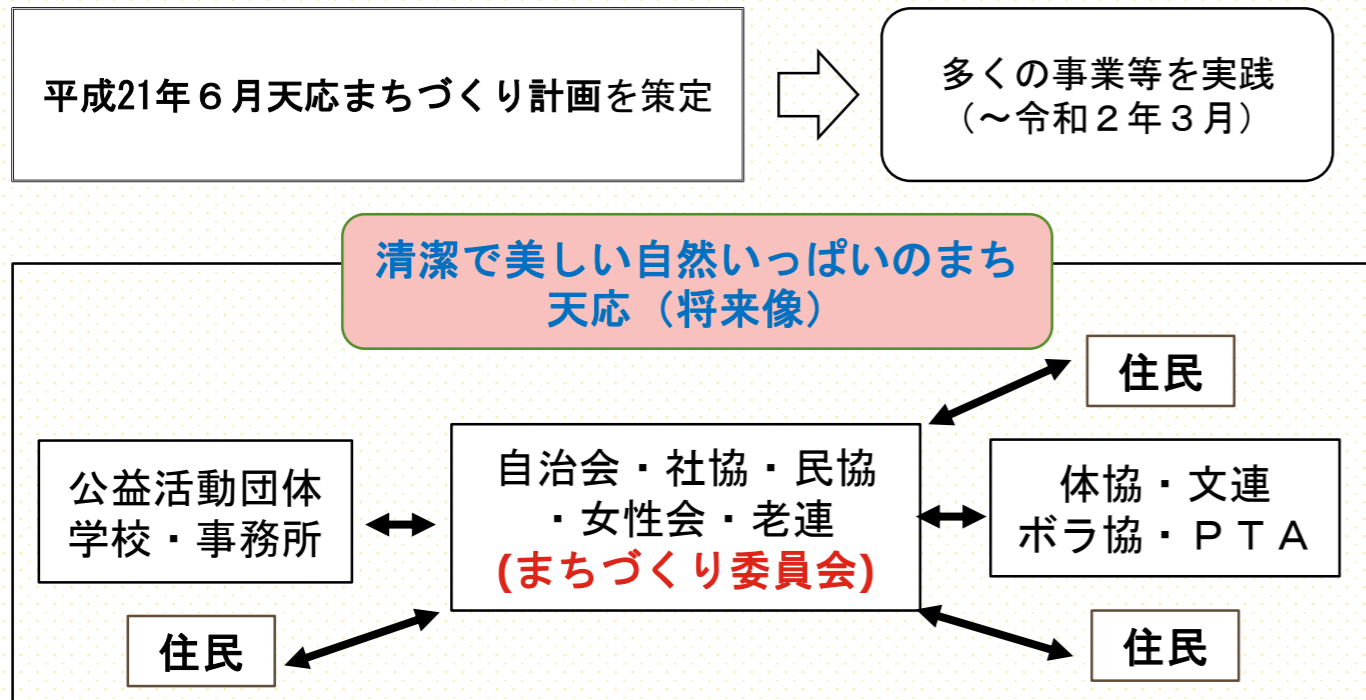 平成21年６月天応まちづくり計画を策定
多くの事業等を実践
（～令和２年３月）
清潔で美しい自然いっぱいのまち
天応（将来像）
住民
公益活動団体
学校・事務所
自治会・社協・民協
・女性会・老連
(まちづくり委員会)
体協・文連
ボラ協・ＰＴＡ
住民
住民